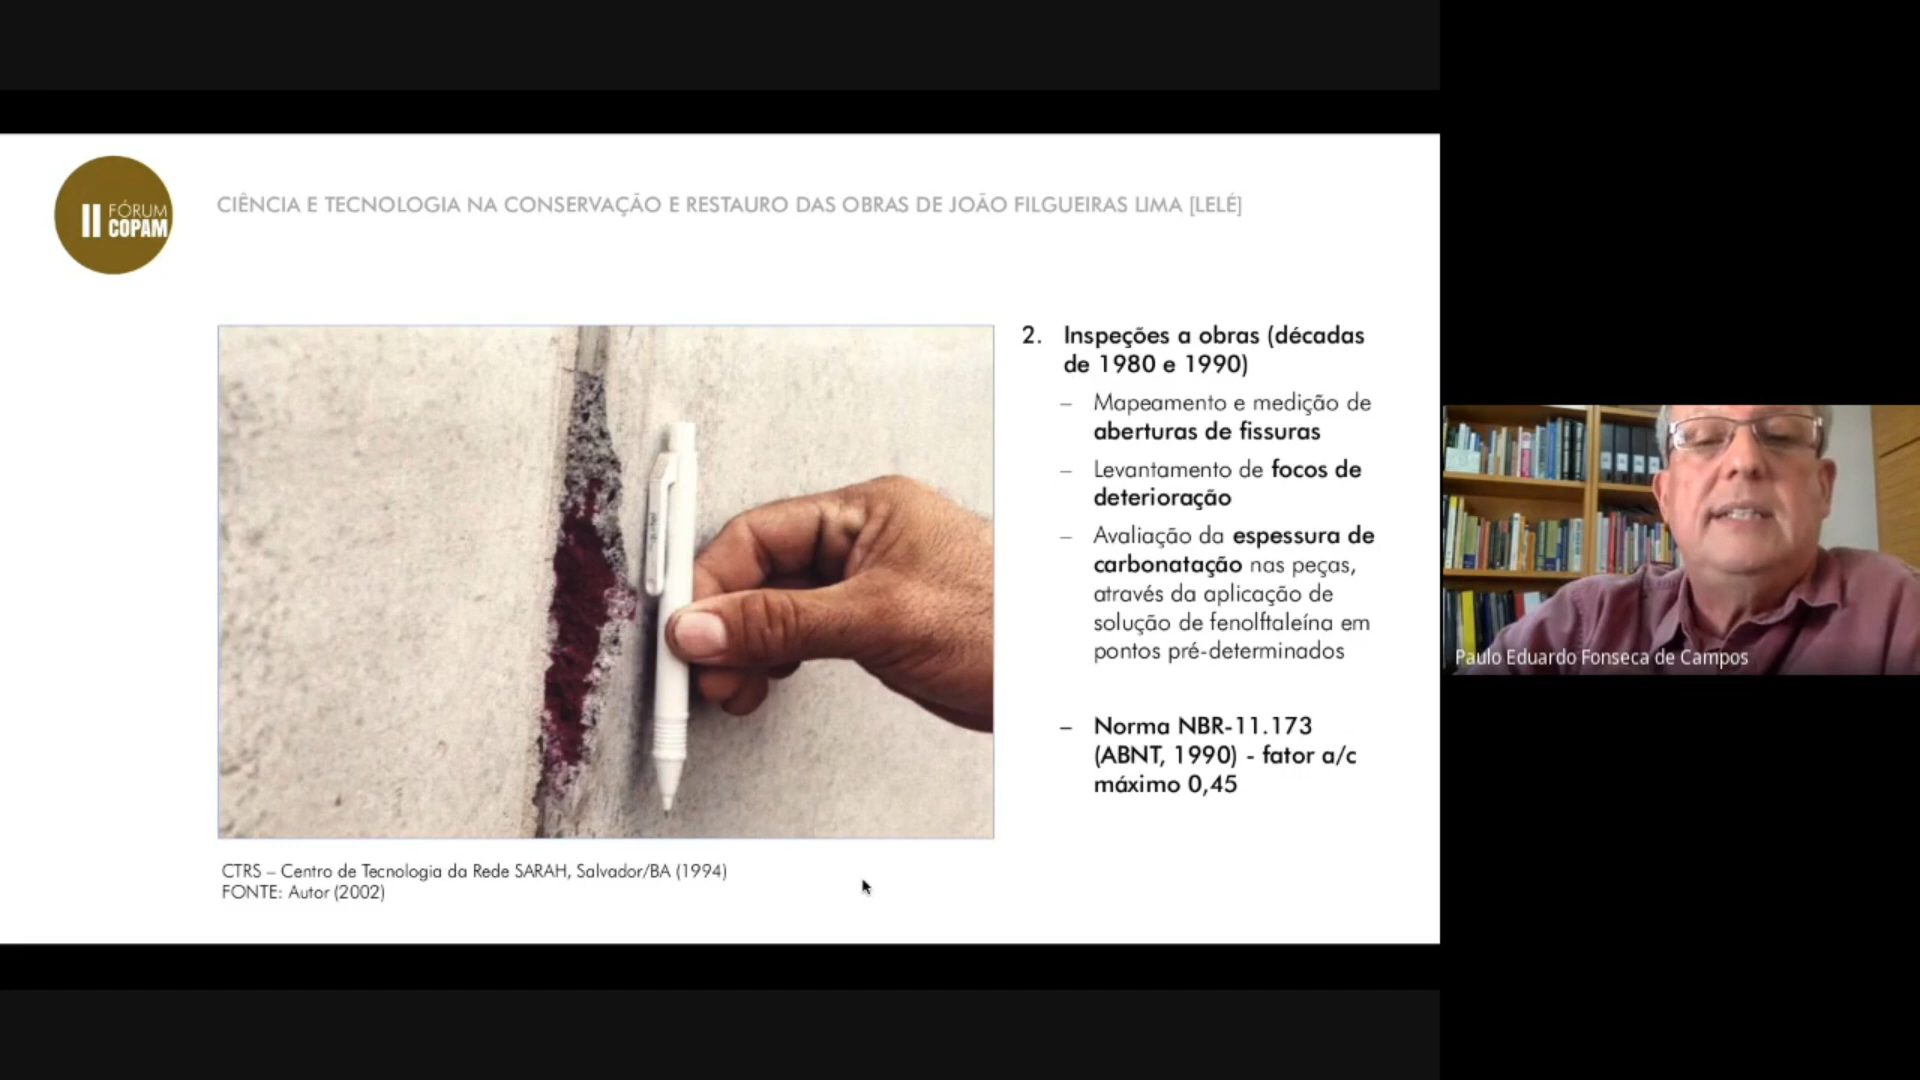 II FÓRUM
COPAM
CIÊNCIA E TECNOLOGIA NA CONSERVAÇÃO E RESTAURO DAS OBRAS DE JOÃO FILGUEIRAS LIMA [LELÉ]
2. Inspeções a obras (décadas
de 1980 e 1990)
– Mapeamento e medição de
aberturas de fissuras
– Levantamento de focos de
deterioração
– Avaliação da espessura de
carbonatação nas peças,
através da aplicação de
solução de fenolftaleína em
pontos pré-determinados
– Norma NBR-11.173
(ABNT, 1990) - fator a/c
máximo 0,45
CTRS – Centro de Tecnologia da Rede SARAH, Salvador/BA (1994)
FONTE: Autor (2002)
Paulo Eduardo Fonseca de Campos